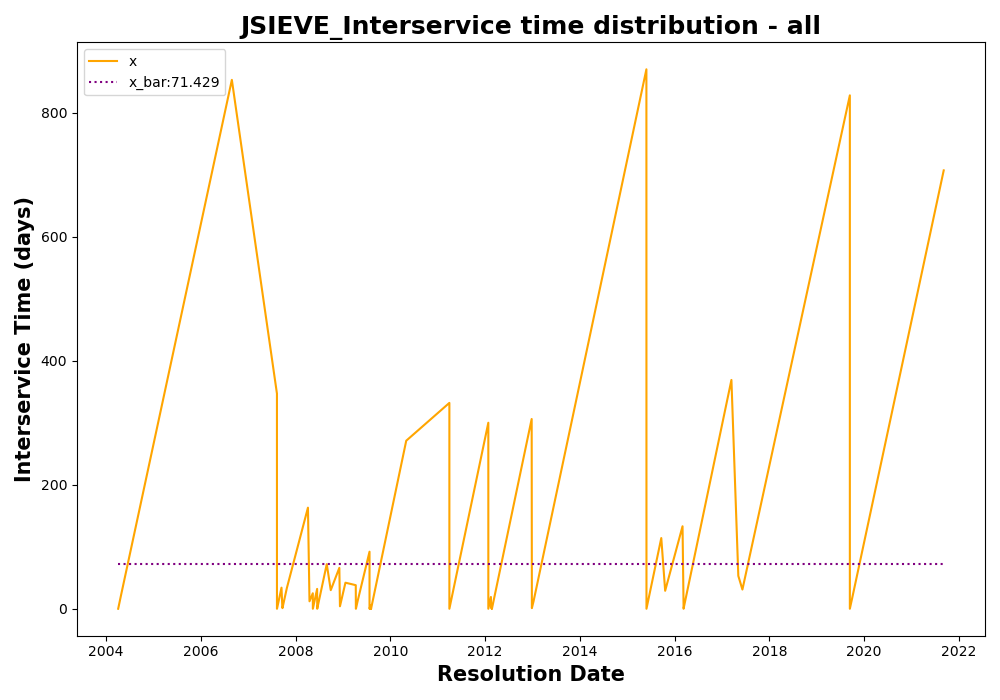 JSIEVE_Interservice time distribution - all
x
x_bar:71.429
Interservice Time (days)
800
600
400
200
0
2004 2006 2008 2010 2012 2014 2016 2018 2020 2022
Resolution Date